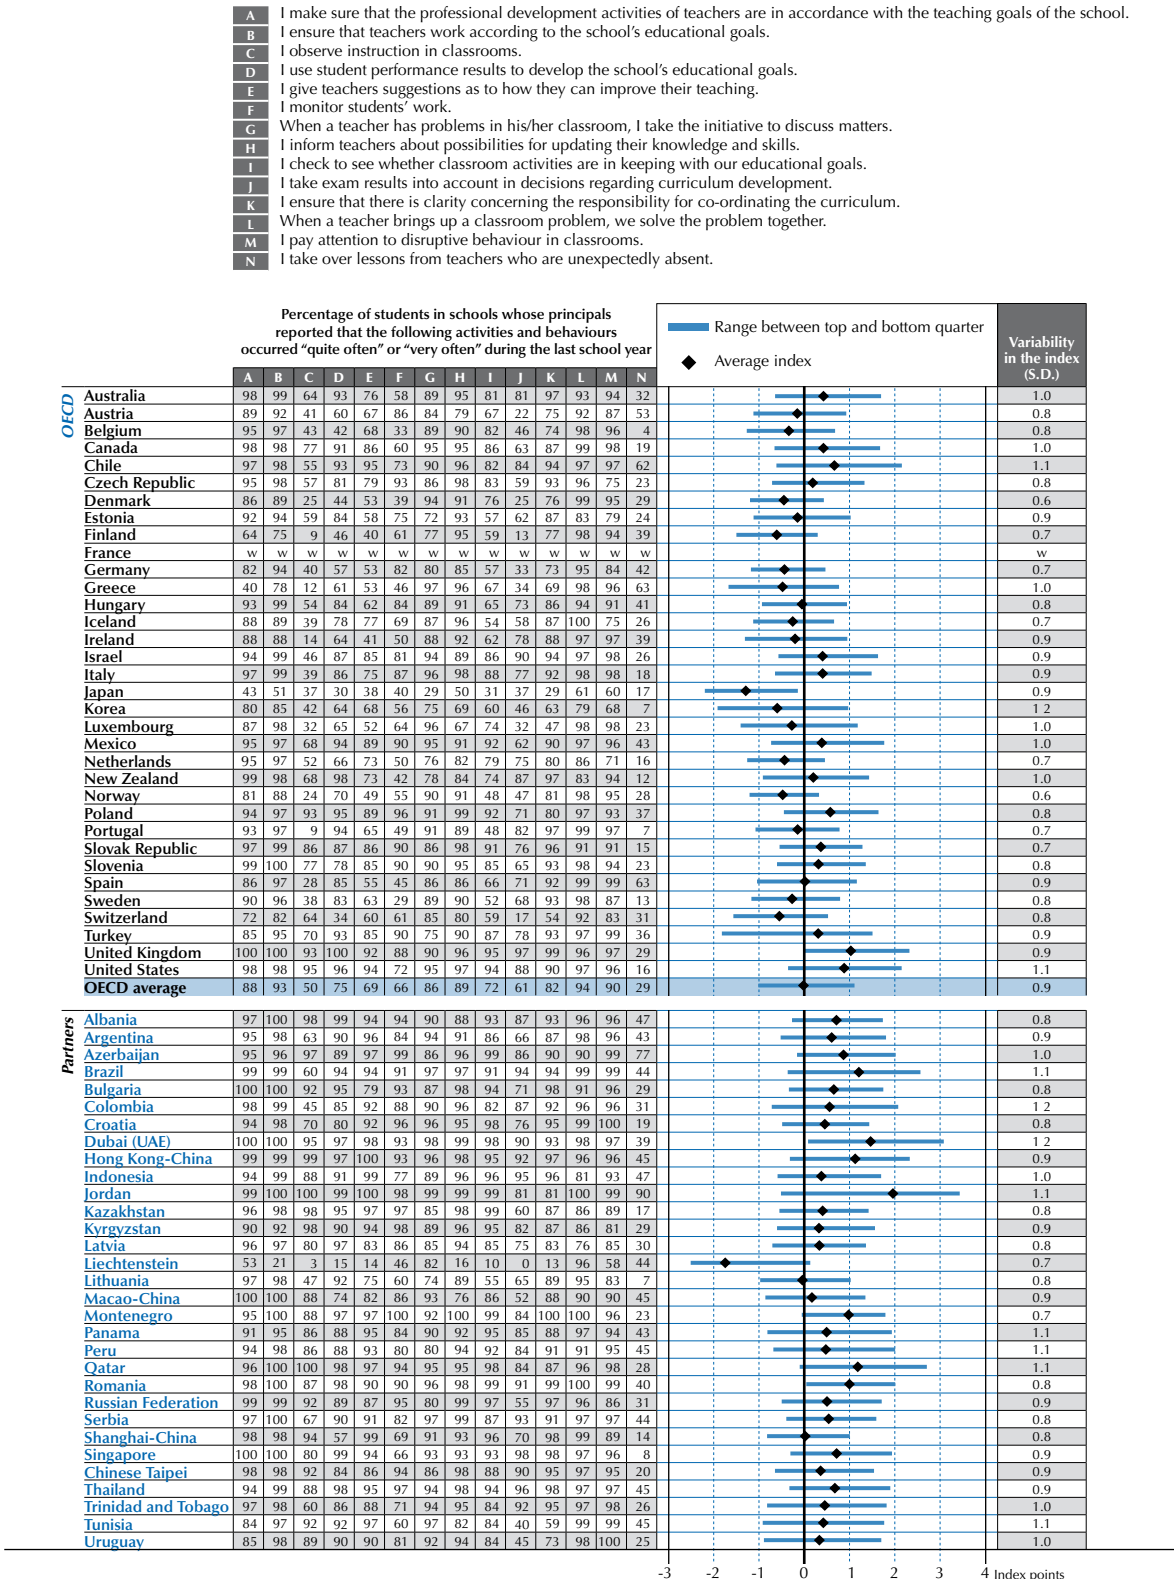 A I make sure that the professional development activities of teachers are in accordance with the teaching goals of the school.
B I ensure that teachers work according to the school's educational goals.
C I observe instruction in classrooms.
D I use student performance results to develop the school's educational goals.
E I give teachers suggestions as to how they can improve their teaching.
F I monitor students' work.
G When a teacher has problems in his/her classroom, I take the initiative to discuss matters.
H I inform teachers about possibilities for updating their knowledge and skills.
I I check to see whether classroom activities are in keeping with our educational goals.
J I take exam results into account in decisions regarding curriculum development.
K I ensure that there is clarity concerning the responsibility for co-ordinating the curriculum.
L When a teacher brings up a classroom problem, we solve the problem together.
M I pay attention to disruptive behaviour in classrooms.
N I take over lessons from teachers who are unexpectedly absent.
Percentage of students in schools whose principals
reported that the following activities and behaviours
occurred "quite often" or "very often" during the last school year
Range between top and bottom quarter
Average index
Variability
in the index
(S.D.)
A B C D E F G H I J K L M N
OECD
Australia 98 99 64 93 76 58 89 95 81 81 97 93 94 32 1.0
Austria 89 92 41 60 67 86 84 79 67 22 75 92 87 53 0.8
Belgium 95 97 43 42 68 33 89 90 82 46 74 98 96 4 0.8
Canada 98 98 77 91 86 60 95 95 86 63 87 99 98 19 1.0
Chile 97 98 55 93 95 73 90 96 82 84 94 97 97 62 1.1
Czech Republic 95 98 57 81 79 93 86 98 83 59 93 96 75 23 0.8
Denmark 86 89 25 44 53 39 94 91 76 25 76 99 95 29 0.6
Estonia 92 94 59 84 58 75 72 93 57 62 87 83 79 24 0.9
Finland 64 75 9 46 40 61 77 95 59 13 77 98 94 39 0.7
France w w w w w w w w w w w w w w w
Germany 82 94 40 57 53 82 80 85 57 33 73 95 84 42 0.7
Greece 40 78 12 61 53 46 97 96 67 34 69 98 96 63 1.0
Hungary 93 99 54 84 62 84 89 91 65 73 86 94 91 41 0.8
Iceland 88 89 39 78 77 69 87 96 54 58 87 100 75 26 0.7
Ireland 88 88 14 64 41 50 88 92 62 78 88 97 97 39 0.9
Israel 94 99 46 87 85 81 94 89 86 90 94 97 98 26 0.9
Italy 97 99 39 86 75 87 96 98 88 77 92 98 98 18 0.9
Japan 43 51 37 30 38 40 29 50 31 37 29 61 60 17 0.9
Korea 80 85 42 64 68 56 75 69 60 46 63 79 68 7 1 2
Luxembourg 87 98 32 65 52 64 96 67 74 32 47 98 98 23 1.0
Mexico 95 97 68 94 89 90 95 91 92 62 90 97 96 43 1.0
Netherlands 95 97 52 66 73 50 76 82 79 75 80 86 71 16 0.7
New Zealand 99 98 68 98 73 42 78 84 74 87 97 83 94 12 1.0
Norway 81 88 24 70 49 55 90 91 48 47 81 98 95 28 0.6
Poland 94 97 93 95 89 96 91 99 92 71 80 97 93 37 0.8
Portugal 93 97 9 94 65 49 91 89 48 82 97 99 97 7 0.7
Slovak Republic 97 99 86 87 86 90 86 98 91 76 96 91 91 15 0.7
Slovenia 99 100 77 78 85 90 90 95 85 65 93 98 94 23 0.8
Spain 86 97 28 85 55 45 86 86 66 71 92 99 99 63 0.9
Sweden 90 96 38 83 63 29 89 90 52 68 93 98 87 13 0.8
Switzerland 72 82 64 34 60 61 85 80 59 17 54 92 83 31 0.8
Turkey 85 95 70 93 85 90 75 90 87 78 93 97 99 36 0.9
United Kingdom 100 100 93 100 92 88 90 96 95 97 99 96 97 29 0.9
United States 98 98 95 96 94 72 95 97 94 88 90 97 96 16 1.1
OECD average 88 93 50 75 69 66 86 89 72 61 82 94 90 29 0.9
Partners
Albania 97 100 98 99 94 94 90 88 93 87 93 96 96 47 0.8
Argentina 95 98 63 90 96 84 94 91 86 66 87 98 96 43 0.9
Azerbaijan 95 96 97 89 97 99 86 96 99 86 90 90 99 77 1.0
Brazil 99 99 60 94 94 91 97 97 91 94 94 99 99 44 1.1
Bulgaria 100 100 92 95 79 93 87 98 94 71 98 91 96 29 0.8
Colombia 98 99 45 85 92 88 90 96 82 87 92 96 96 31 1 2
Croatia 94 98 70 80 92 96 96 95 98 76 95 99 100 19 0.8
Dubai (UAE) 100 100 95 97 98 93 98 99 98 90 93 98 97 39 1 2
Hong Kong-China 99 99 99 97 100 93 96 98 95 92 97 96 96 45 0.9
Indonesia 94 99 88 91 99 77 89 96 96 95 96 81 93 47 1.0
Jordan 99 100 100 99 100 98 99 99 99 81 81 100 99 90 1.1
Kazakhstan 96 98 98 95 97 97 85 98 99 60 87 86 89 17 0.8
Kyrgyzstan 90 92 98 90 94 98 89 96 95 82 87 86 81 29 0.9
Latvia 96 97 80 97 83 86 85 94 85 75 83 76 85 30 0.8
Liechtenstein 53 21 3 15 14 46 82 16 10 0 13 96 58 44 0.7
Lithuania 97 98 47 92 75 60 74 89 55 65 89 95 83 7 0.8
Macao-China 100 100 88 74 82 86 93 76 86 52 88 90 90 45 0.9
Montenegro 95 100 88 97 97 100 92 100 99 84 100 100 96 23 0.7
Panama 91 95 86 88 95 84 90 92 95 85 88 97 94 43 1.1
Peru 94 98 86 88 93 80 80 94 92 84 91 91 95 45 1.1
Qatar 96 100 100 98 97 94 95 95 98 84 87 96 98 28 1.1
Romania 98 100 87 98 90 90 96 98 99 91 99 100 99 40 0.8
Russian Federation 99 99 92 89 87 95 80 99 97 55 97 96 86 31 0.9
Serbia 97 100 67 90 91 82 97 99 87 93 91 97 97 44 0.8
Shanghai-China 98 98 94 57 99 69 91 93 96 70 98 99 89 14 0.9
Singapore 100 100 80 99 94 66 93 93 93 98 98 97 96 8 0.9
Chinese Taipei 98 98 92 84 86 94 86 98 88 90 95 97 95 20 0.9
Thailand 94 99 88 98 95 97 94 98 94 96 98 97 97 45 0.9
Trinidad and Tobago 97 98 60 86 88 71 94 95 84 92 95 97 98 26 1.0
Tunisia 84 97 92 92 97 60 97 82 84 40 59 99 99 45 1.1
Uruguay 85 98 89 90 90 81 92 94 84 45 73 98 100 25 1.0
-3 -2 -1 0 1 2 3 4 Index points